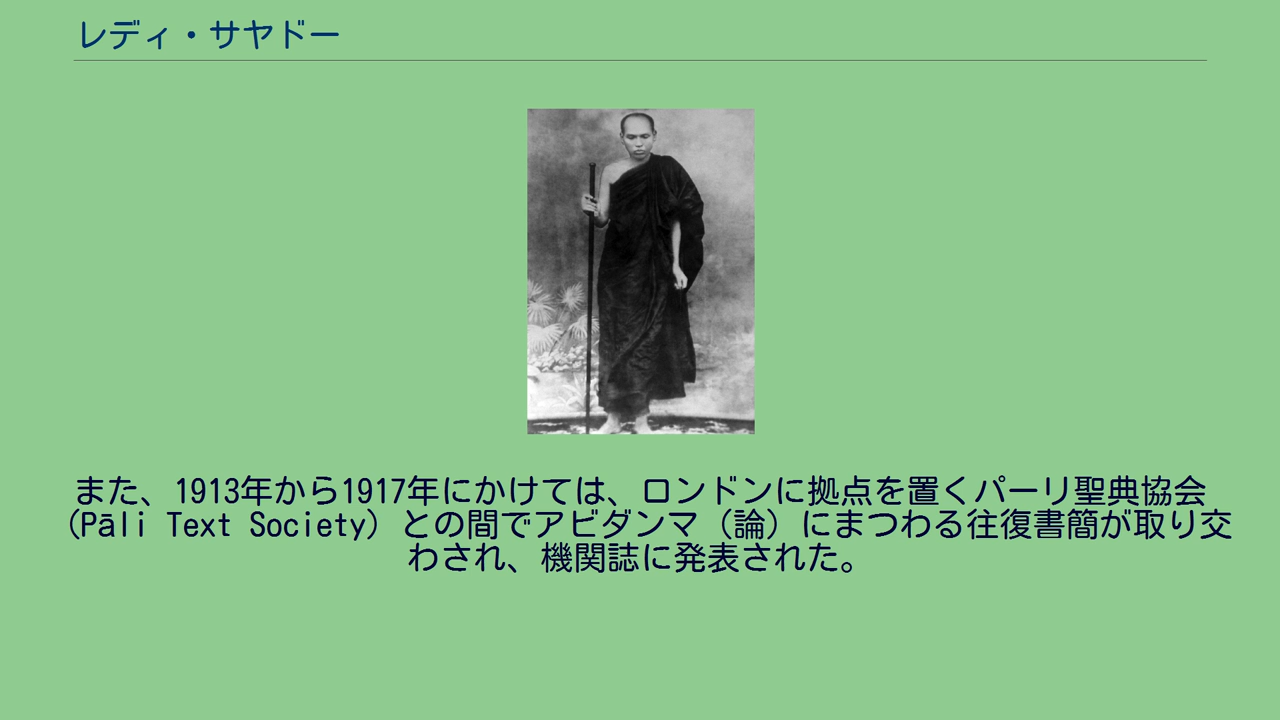 レディ・サヤドー
また、1913年から1917年にかけては、ロンドンに拠点を置くパーリ聖典協会
（Pāli Text Society）との間でアビダンマ（論）にまつわる往復書簡が取り交
わされ、機関誌に発表された。